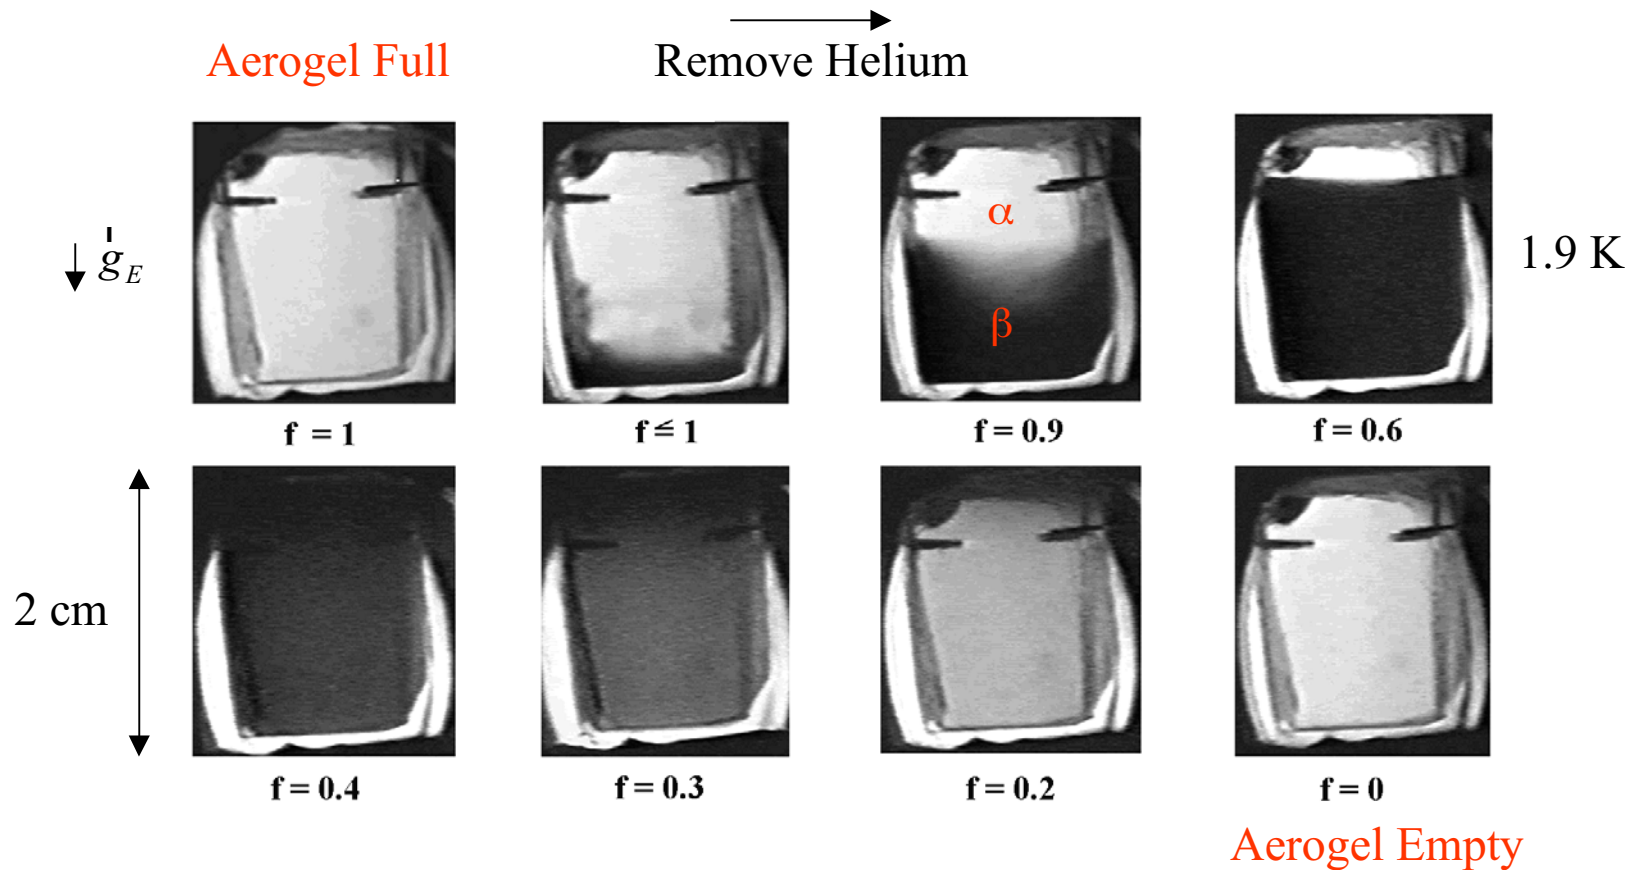 Aerogel Full
Remove Helium
α
β
g_E
1.9 K
f = 1
f ≤ 1
f = 0.9
f = 0.6
2 cm
f = 0.4
f = 0.3
f = 0.2
f = 0
Aerogel Empty